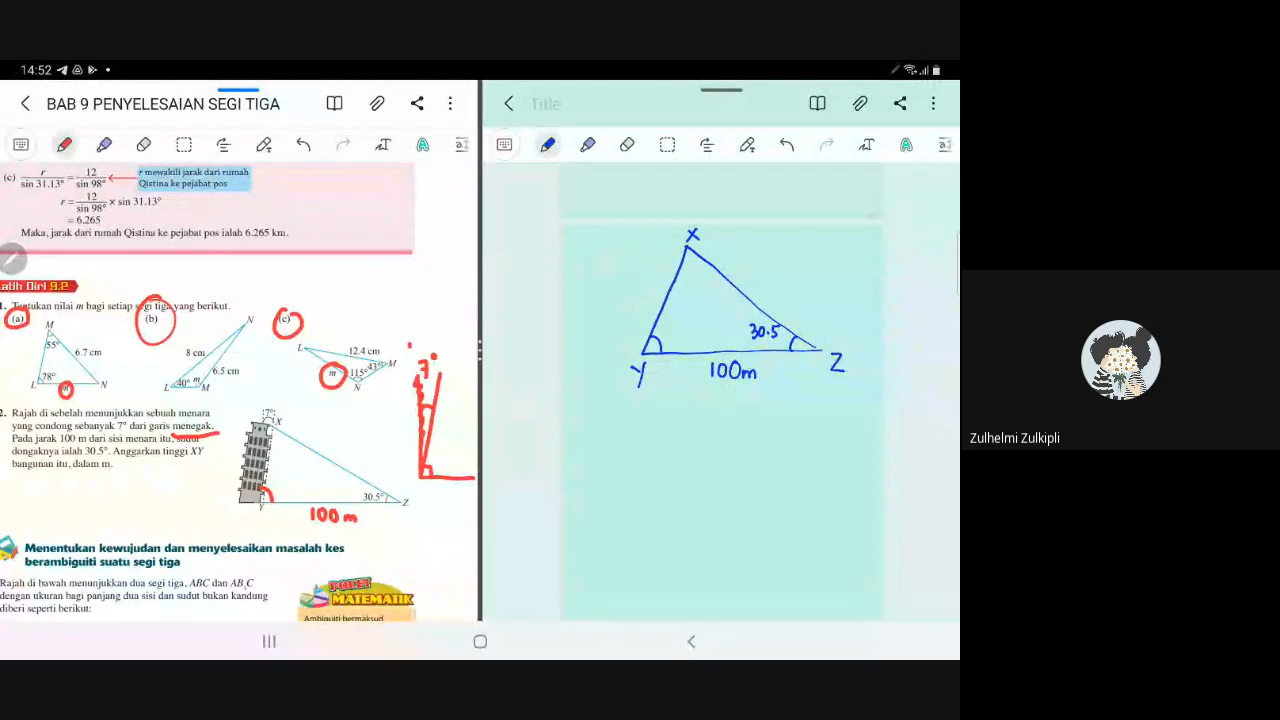 14:52
BAB 9 PENYELESAIAN SEGI TIGA
Title
(c) r/sin 31.13° = 12/sin 98°
r mewakili jarak dari rumah
Qistina ke pejabat pos
r = 12/sin 98° × sin 31.13°
= 6.265
Maka, jarak dari rumah Qistina ke pejabat pos ialah 6.265 km.
atih Diri 9.2
1. Tentukan nilai m bagi setiap segi tiga yang berikut.
(a)
(b)
(c)
M
55°
6.7 cm
L
78°
N
N
8 cm
6.5 cm
L
40°
m
M
L
12.4 cm
M
m
115°
43°
N
7°
2. Rajah di sebelah menunjukkan sebuah menara
yang condong sebanyak 7° dari garis menegak.
Pada jarak 100 m dari sisi menara itu, sudut
dongaknya ialah 30.5°. Anggarkan tinggi XY
bangunan itu, dalam m.
7°
X
30.5°
Y
Z
100 m
Menentukan kewujudan dan menyelesaikan masalah kes
berambiguiti suatu segi tiga
Rajah di bawah menunjukkan dua segi tiga, ABC dan AB₁C
dengan ukuran bagi panjang dua sisi dan sudut bukan kandung
diberi seperti berikut:
POKET
MATEMATIK
Ambiguiti bermaksud
X
30.5
Y
100m
Z
Zulhelmi Zulkipli